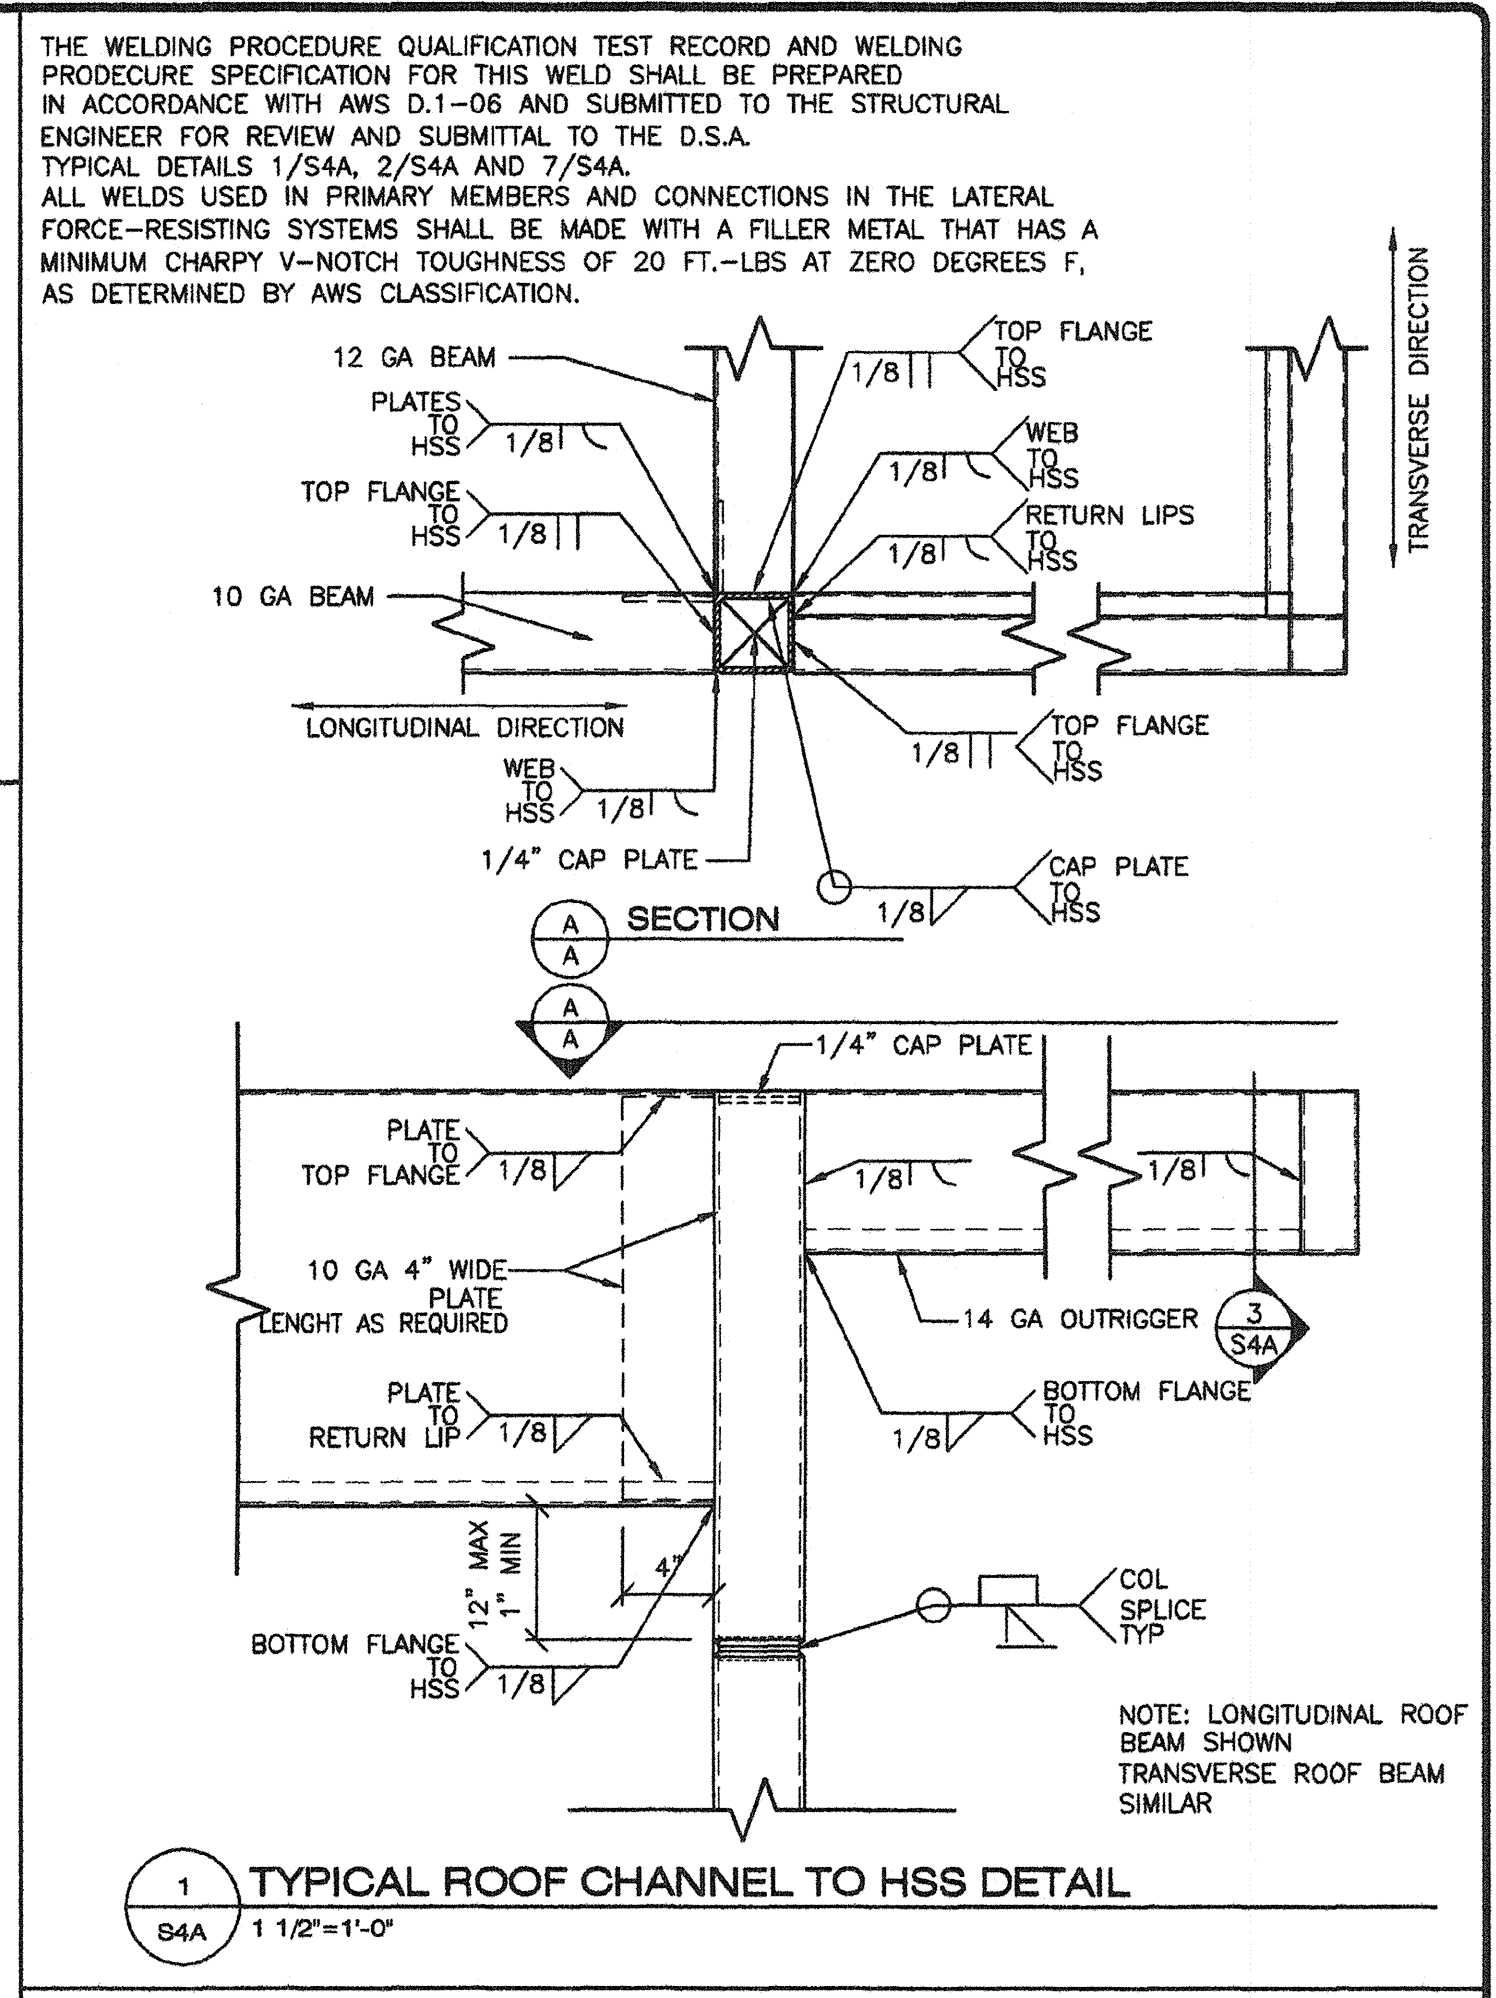 THE WELDING PROCEDURE QUALIFICATION TEST RECORD AND WELDING
PRODECURE SPECIFICATION FOR THIS WELD SHALL BE PREPARED
IN ACCORDANCE WITH AWS D.1-06 AND SUBMITTED TO THE STRUCTURAL
ENGINEER FOR REVIEW AND SUBMITTAL TO THE D.S.A.
TYPICAL DETAILS 1/S4A, 2/S4A AND 7/S4A.
ALL WELDS USED IN PRIMARY MEMBERS AND CONNECTIONS IN THE LATERAL
FORCE-RESISTING SYSTEMS SHALL BE MADE WITH A FILLER METAL THAT HAS A
MINIMUM CHARPY V-NOTCH TOUGHNESS OF 20 FT.-LBS AT ZERO DEGREES F,
AS DETERMINED BY AWS CLASSIFICATION.
12 GA BEAM
TOP FLANGE
TO
HSS
1/8
TRANSVERSE DIRECTION
PLATES
TO
HSS
1/8
WEB
TO
HSS
1/8
TOP FLANGE
TO
HSS
1/8
RETURN LIPS
TO
HSS
1/8
10 GA BEAM
LONGITUDINAL DIRECTION
TOP FLANGE
TO
HSS
1/8
WEB
TO
HSS
1/8
1/4" CAP PLATE
CAP PLATE
TO
HSS
1/8
A
A
SECTION
A
A
1/4" CAP PLATE
PLATE
TO
TOP FLANGE
1/8
1/8
1/8
10 GA 4" WIDE
PLATE
LENGHT AS REQUIRED
14 GA OUTRIGGER
3
S4A
PLATE
TO
RETURN LIP
1/8
BOTTOM FLANGE
TO
HSS
1/8
12" MAX
1" MIN
4"
COL
SPLICE
TYP
BOTTOM FLANGE
TO
HSS
1/8
NOTE: LONGITUDINAL ROOF
BEAM SHOWN
TRANSVERSE ROOF BEAM
SIMILAR
1
S4A
TYPICAL ROOF CHANNEL TO HSS DETAIL
1 1/2"=1'-0"